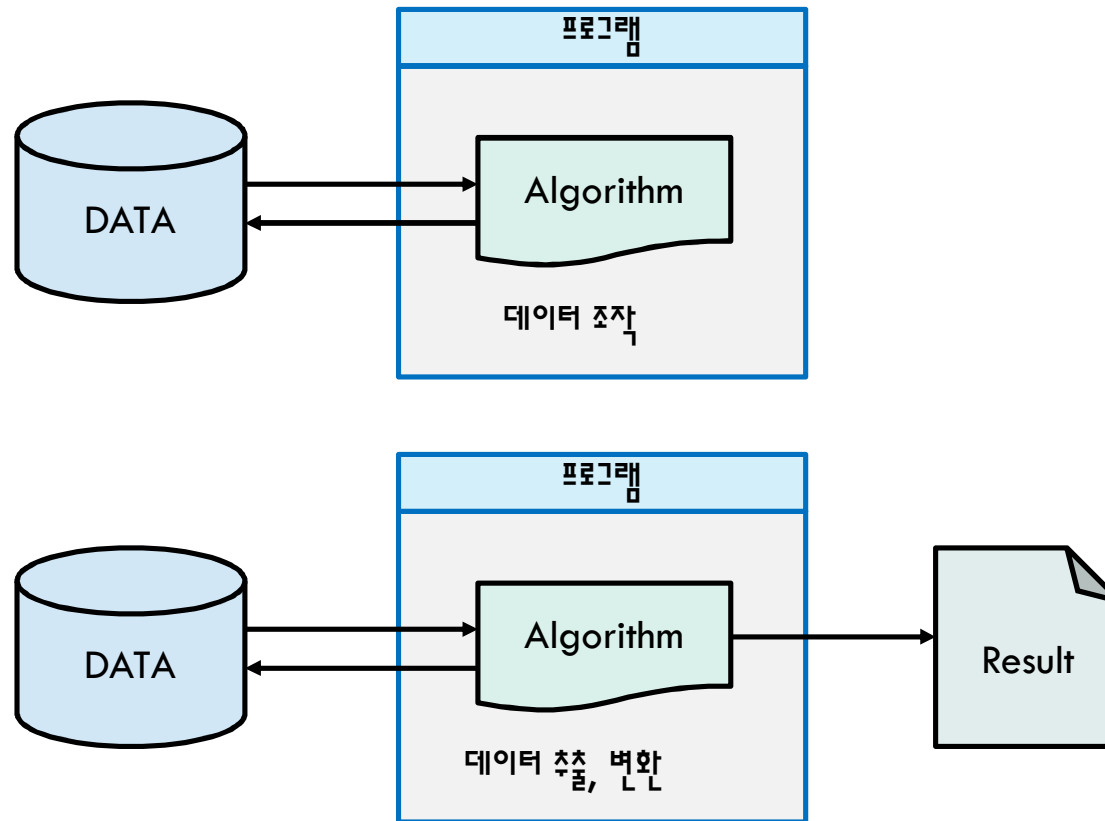 프로그램
DATA
Algorithm
데이터 조작
프로그램
DATA
Algorithm
Result
데이터 추출, 변환